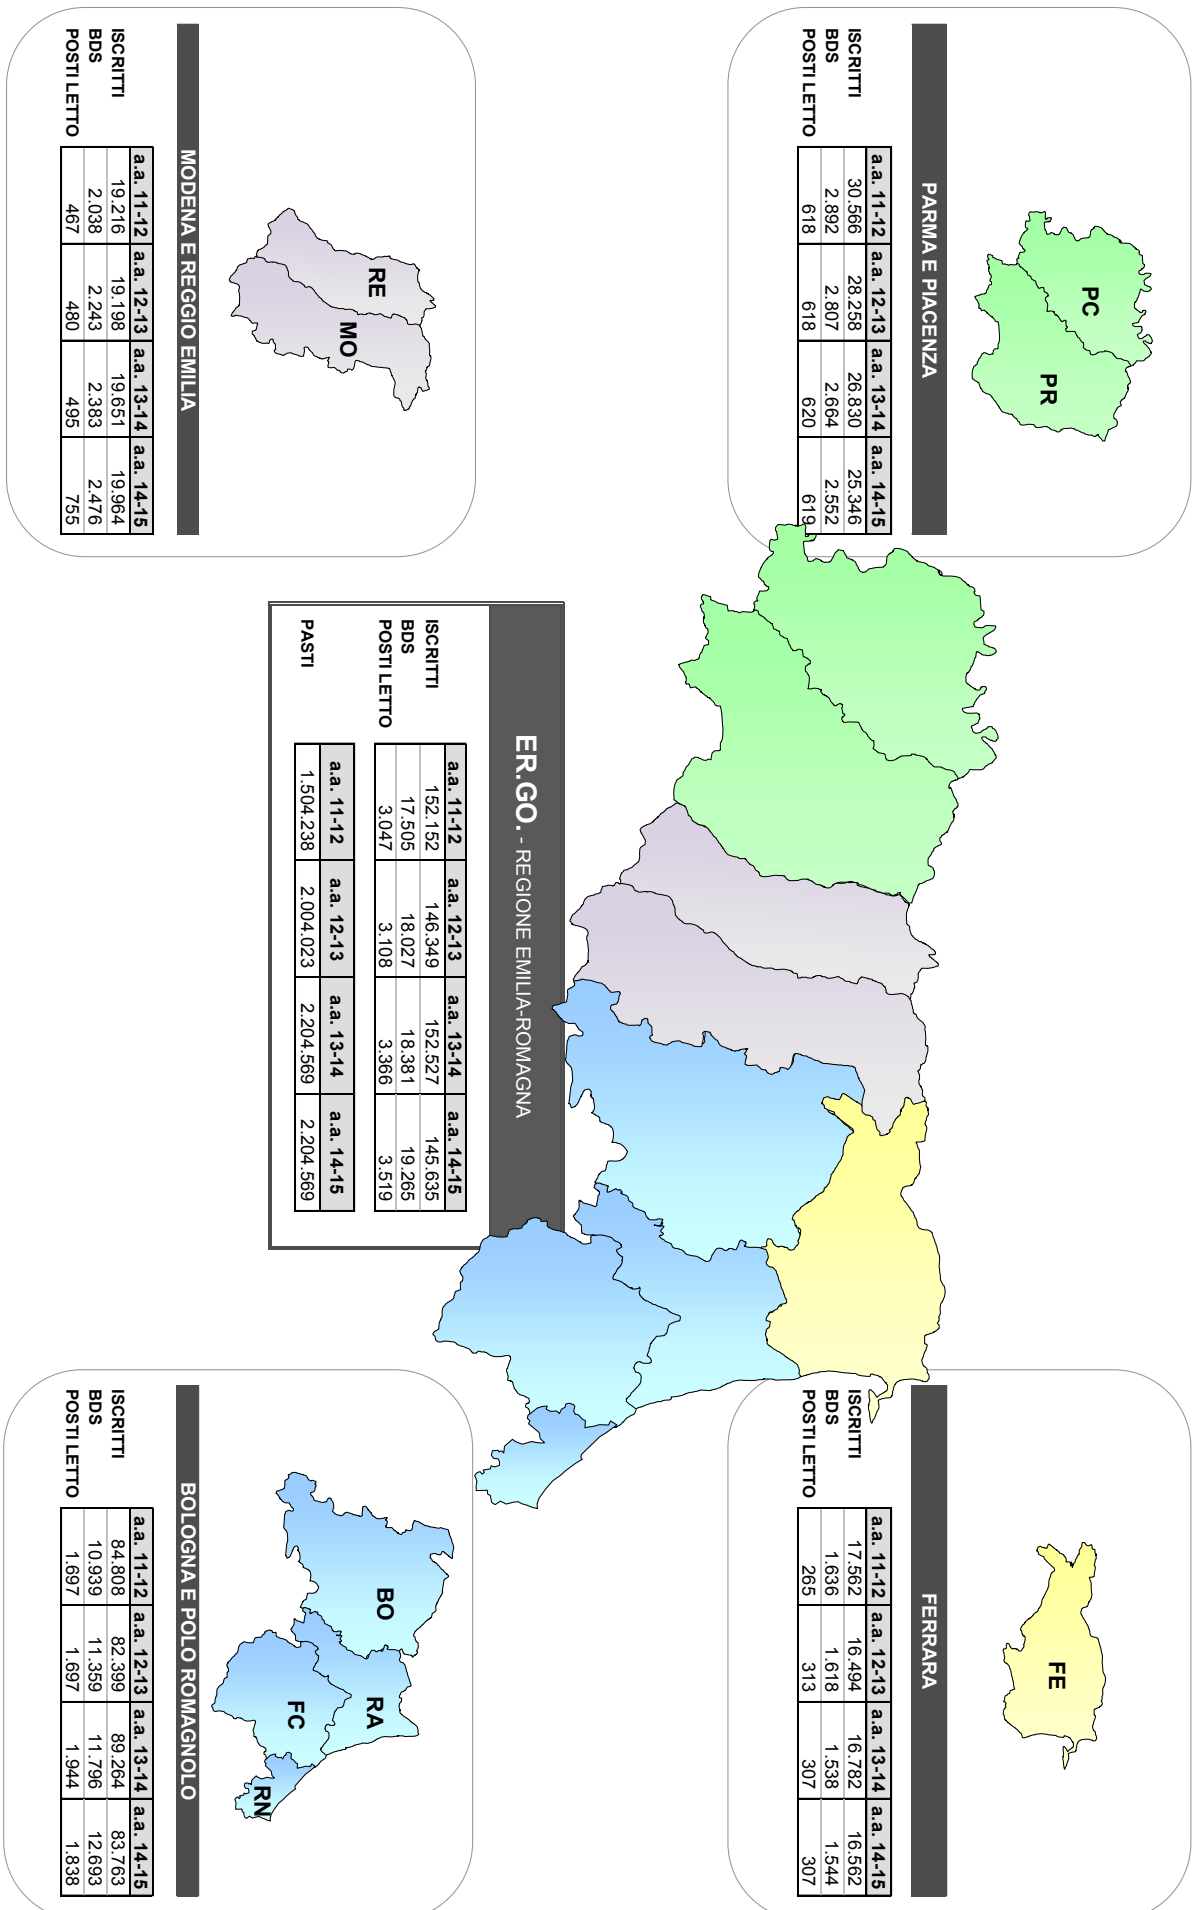 PC
PR
PARMA E PIACENZA
a.a. 11-12 a.a. 12-13 a.a. 13-14 a.a. 14-15
ISCRITTI 30.566 28.258 26.830 25.346
BDS 2.892 2.807 2.664 2.552
POSTI LETTO 618 618 620 619
FE
FERRARA
a.a. 11-12 a.a. 12-13 a.a. 13-14 a.a. 14-15
ISCRITTI 17.562 16.494 16.782 16.562
BDS 1.636 1.618 1.538 1.544
POSTI LETTO 265 313 307 307
ER.GO. - REGIONE EMILIA-ROMAGNA
a.a. 11-12 a.a. 12-13 a.a. 13-14 a.a. 14-15
ISCRITTI 152.152 146.349 152.527 145.635
BDS 17.505 18.027 18.381 19.265
POSTI LETTO 3.047 3.108 3.366 3.519
a.a. 11-12 a.a. 12-13 a.a. 13-14 a.a. 14-15
PASTI 1.504.238 2.004.023 2.204.569 2.204.569
RE
MO
MODENA E REGGIO EMILIA
a.a. 11-12 a.a. 12-13 a.a. 13-14 a.a. 14-15
ISCRITTI 19.216 19.198 19.651 19.964
BDS 2.038 2.243 2.383 2.476
POSTI LETTO 467 480 495 755
BO
RA
FC
RN
BOLOGNA E POLO ROMAGNOLO
a.a. 11-12 a.a. 12-13 a.a. 13-14 a.a. 14-15
ISCRITTI 84.808 82.399 89.264 83.763
BDS 10.939 11.359 11.796 12.693
POSTI LETTO 1.697 1.697 1.944 1.838